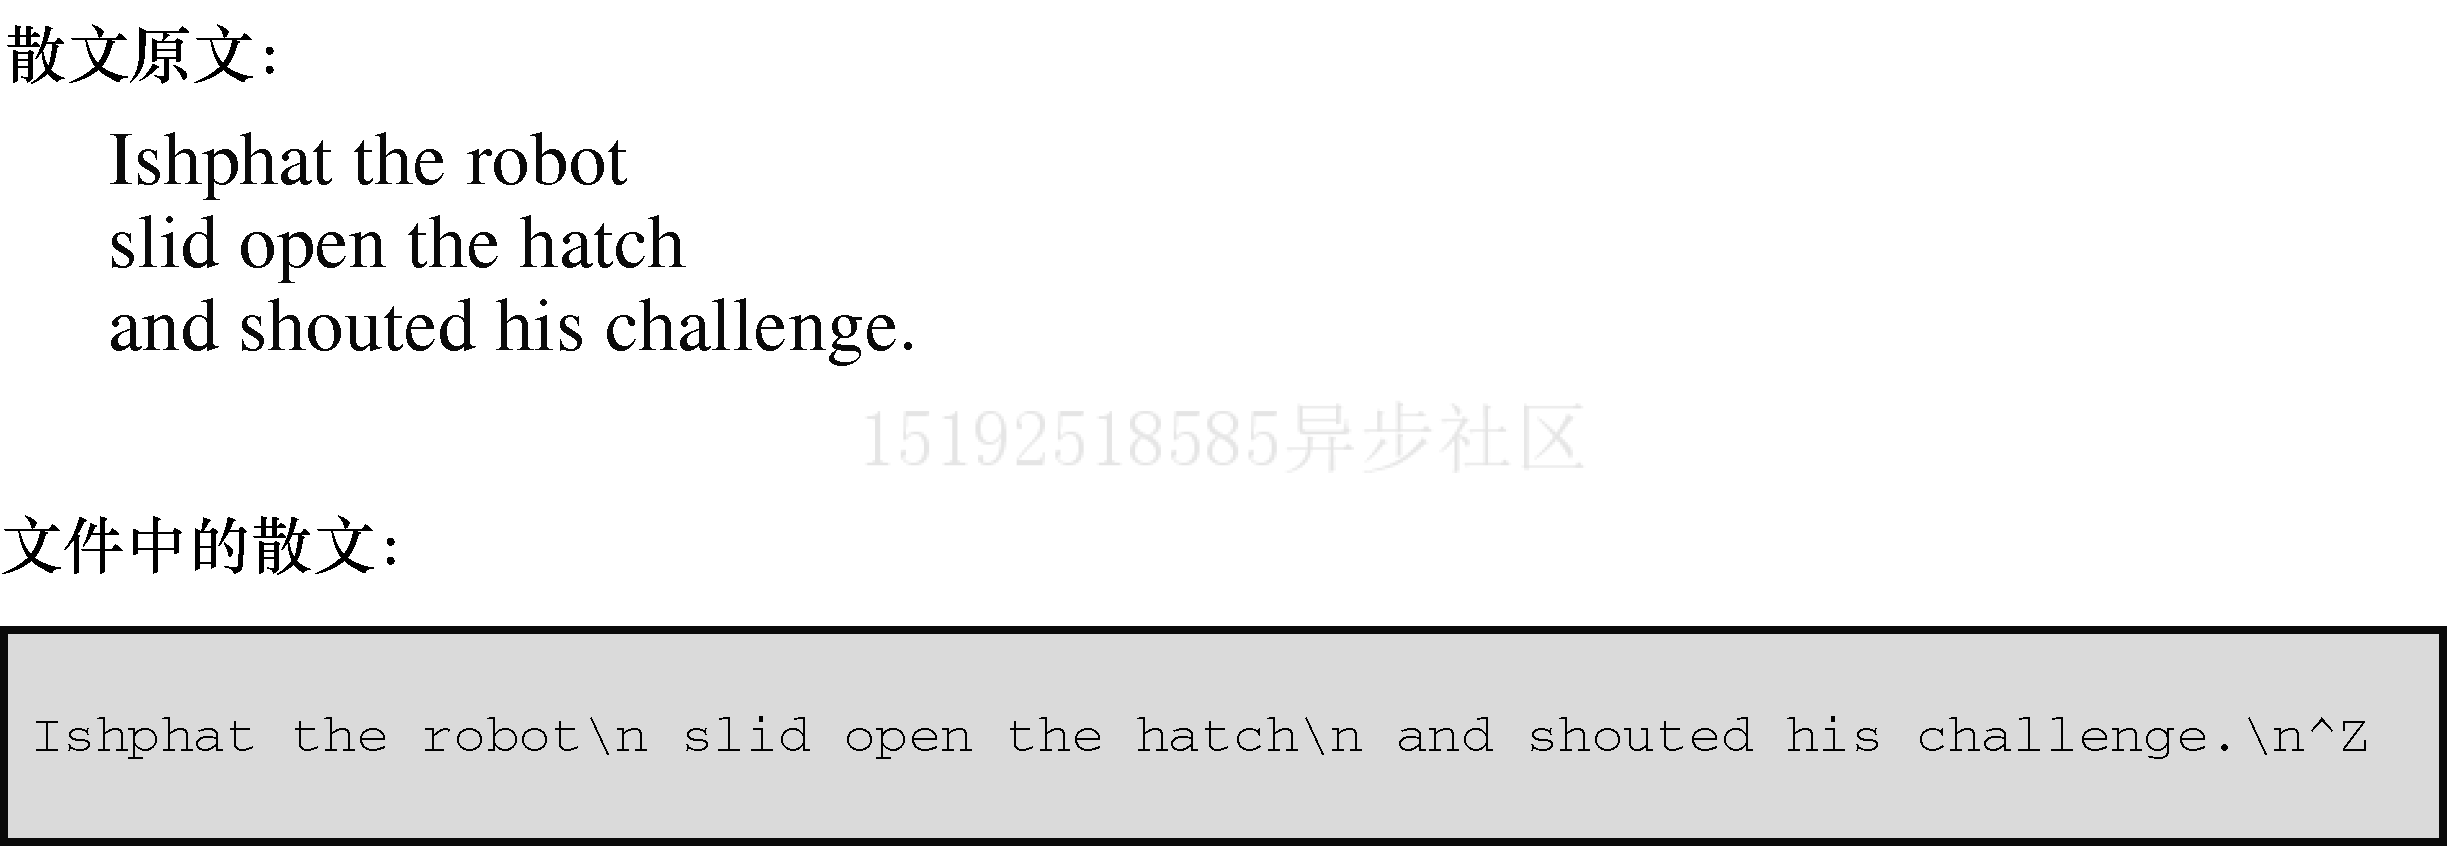 散文原文：
Ishphat the robot
slid open the hatch
and shouted his challenge.
15192518585异步社区
文件中的散文：
Ishphat the robot\n slid open the hatch\n and shouted his challenge.\n^Z